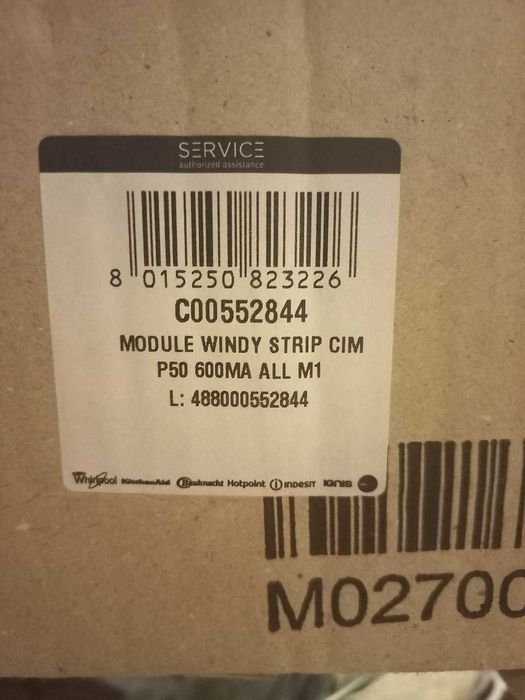 SERVICE
authorized assistance
8 015250 823226
C00552844
MODULE WINDY STRIP CIM
P50 600MA ALL M1
L: 488000552844
Whirlpool KitchenAid Bauknecht Hotpoint indesit IGNIS
M02700